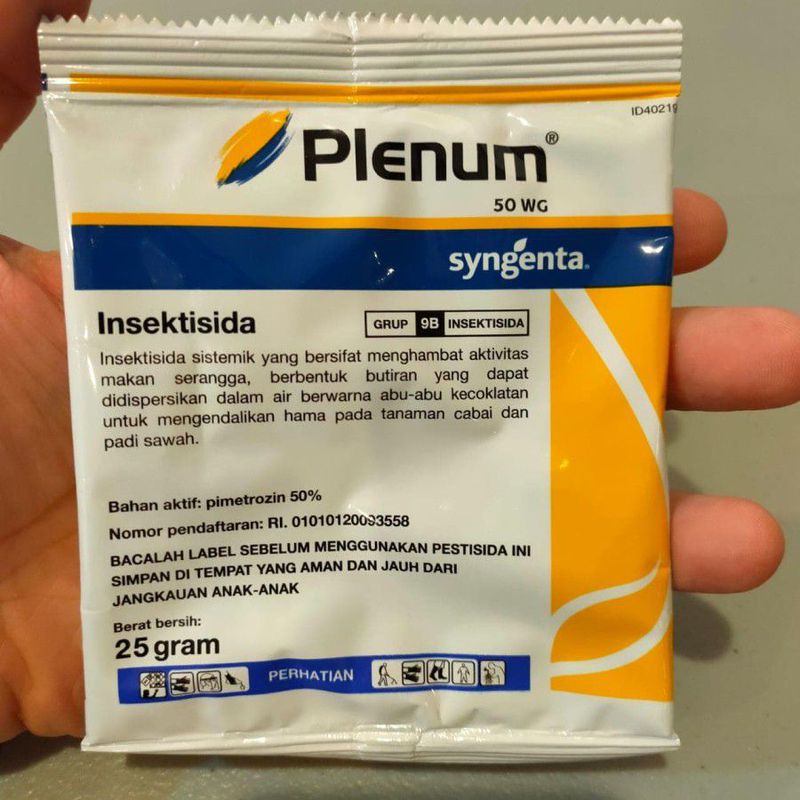 ID40219
Plenum®
50 WG
syngenta.
Insektisida
GRUP 9B INSEKTISIDA
Insektisida sistemik yang bersifat menghambat aktivitas
makan serangga, berbentuk butiran yang dapat
didispersikan dalam air berwarna abu-abu kecoklatan
untuk mengendalikan hama pada tanaman cabai dan
padi sawah.
Bahan aktif: pimetrozin 50%
Nomor pendaftaran: RI. 01010120093558
BACALAH LABEL SEBELUM MENGGUNAKAN PESTISIDA INI
SIMPAN DI TEMPAT YANG AMAN DAN JAUH DARI
JANGKAUAN ANAK-ANAK
Berat bersih:
25 gram
PERHATIAN